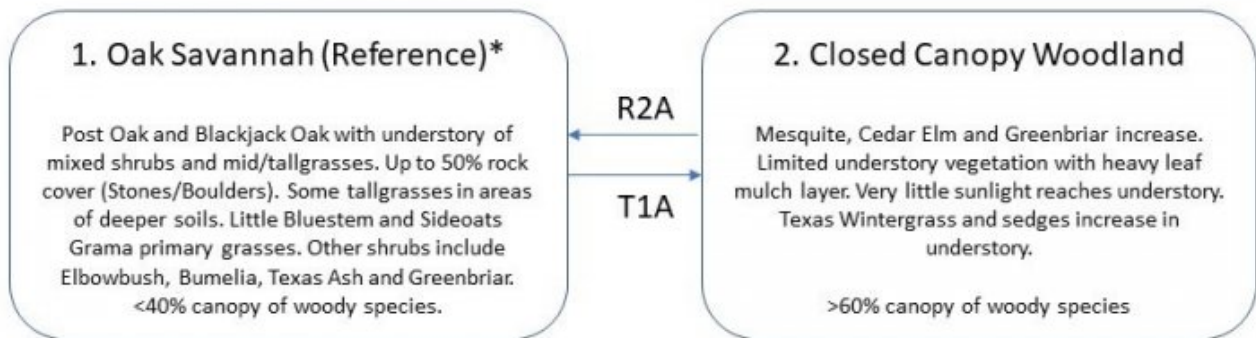 1. Oak Savannah (Reference)*
Post Oak and Blackjack Oak with understory of
mixed shrubs and mid/tallgrasses. Up to 50% rock
cover (Stones/Boulders). Some tallgrasses in areas
of deeper soils. Little Bluestem and Sideoats
Grama primary grasses. Other shrubs include
Elbowbush, Bumelia, Texas Ash and Greenbriar.
<40% canopy of woody species.
R2A
T1A
2. Closed Canopy Woodland
Mesquite, Cedar Elm and Greenbriar increase.
Limited understory vegetation with heavy leaf
mulch layer. Very little sunlight reaches understory.
Texas Wintergrass and sedges increase in
understory.
>60% canopy of woody species